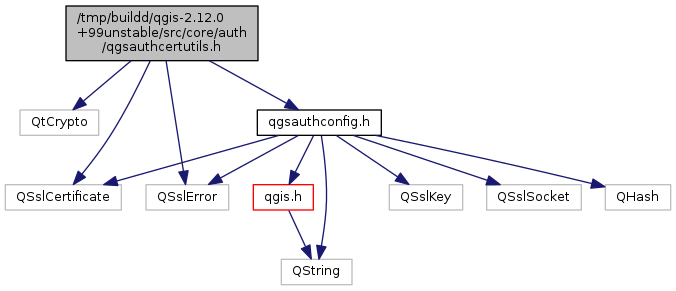 /tmp/buildd/qgis-2.12.0
+99unstable/src/core/auth
/qgsauthcertutils.h
QtCrypto
qgsauthconfig.h
QSslCertificate
QSslError
qgis.h
QSslKey
QSslSocket
QHash
QString